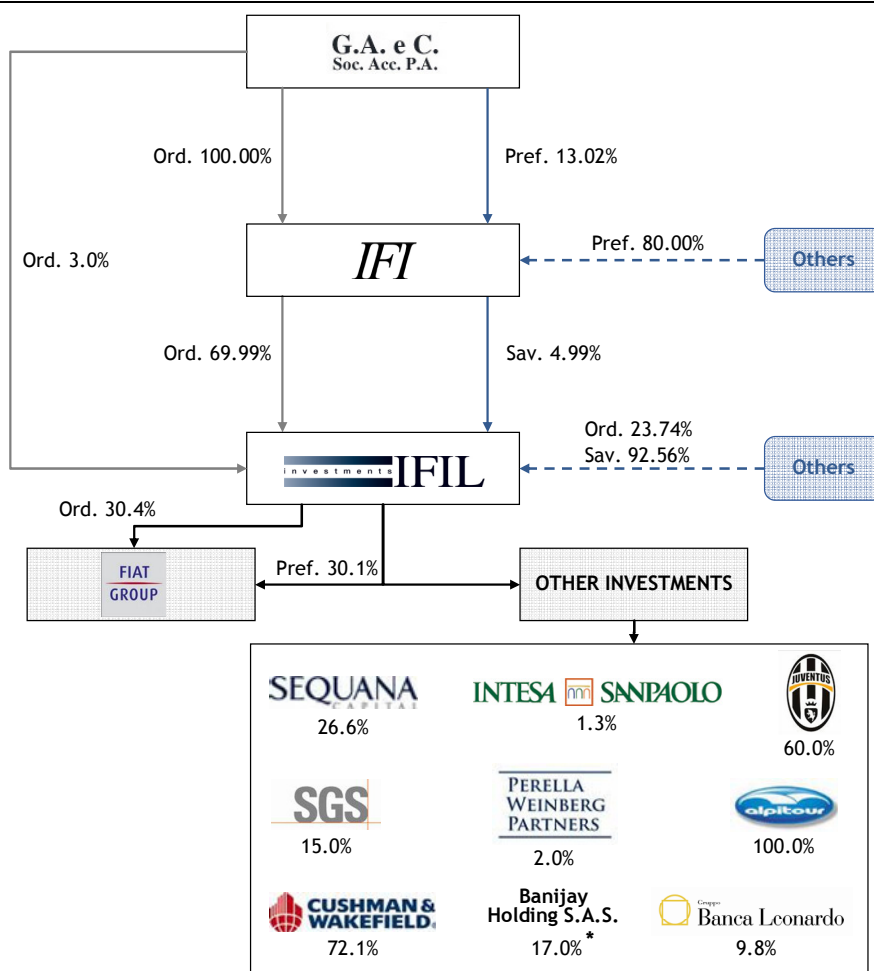 G.A. e C.
Soc. Acc. P.A.
Ord. 100.00%
Pref. 13.02%
Ord. 3.0%
IFI
Pref. 80.00%
Others
Ord. 69.99%
Sav. 4.99%
Ord. 23.74%
Sav. 92.56%
investments IFIL
Others
Ord. 30.4%
FIAT
GROUP
Pref. 30.1%
OTHER INVESTMENTS
SEQUANA
CAPITAL
26.6%
INTESA SANPAOLO
1.3%
JUVENTUS
60.0%
SGS
15.0%
PERELLA
WEINBERG
PARTNERS
2.0%
alpitour
100.0%
CUSHMAN &
WAKEFIELD.
72.1%
Banijay
Holding S.A.S.
17.0% *
Gruppo
Banca Leonardo
9.8%